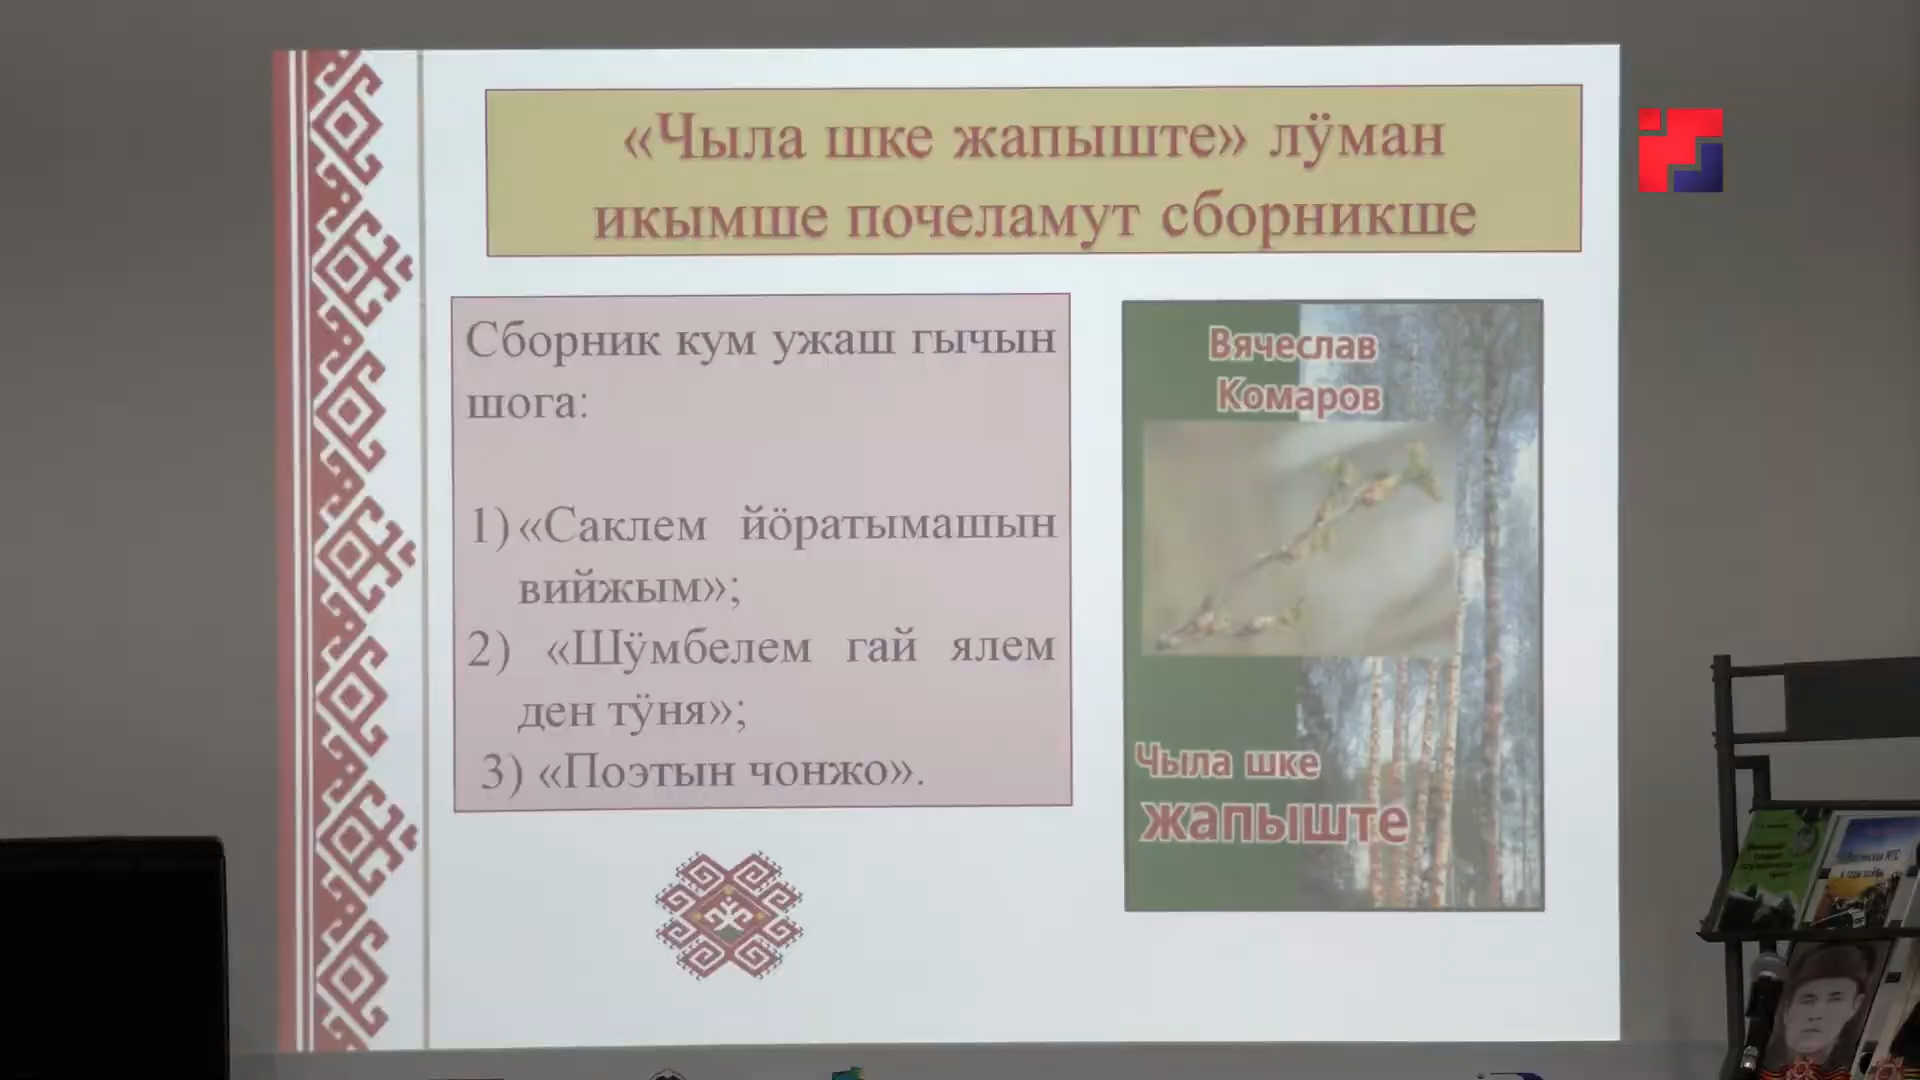 «Чыла шке жапыште» лӱман
икымше почеламут сборникше
Сборник кум ужаш гычын
шога:
1) «Саклем йӧратымашын
вийжым»;
2) «Шӱмбелем гай ялем
ден тӱня»;
3) «Поэтын чонжо».
Вячеслав
Комаров
Чыла шке
жапыште